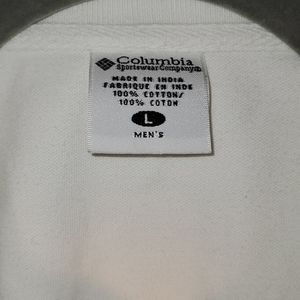 Columbia
Sportswear Company®
MADE IN INDIA
FABRIQUE EN INDE
100% COTTON/
100% COTON
L
MEN'S